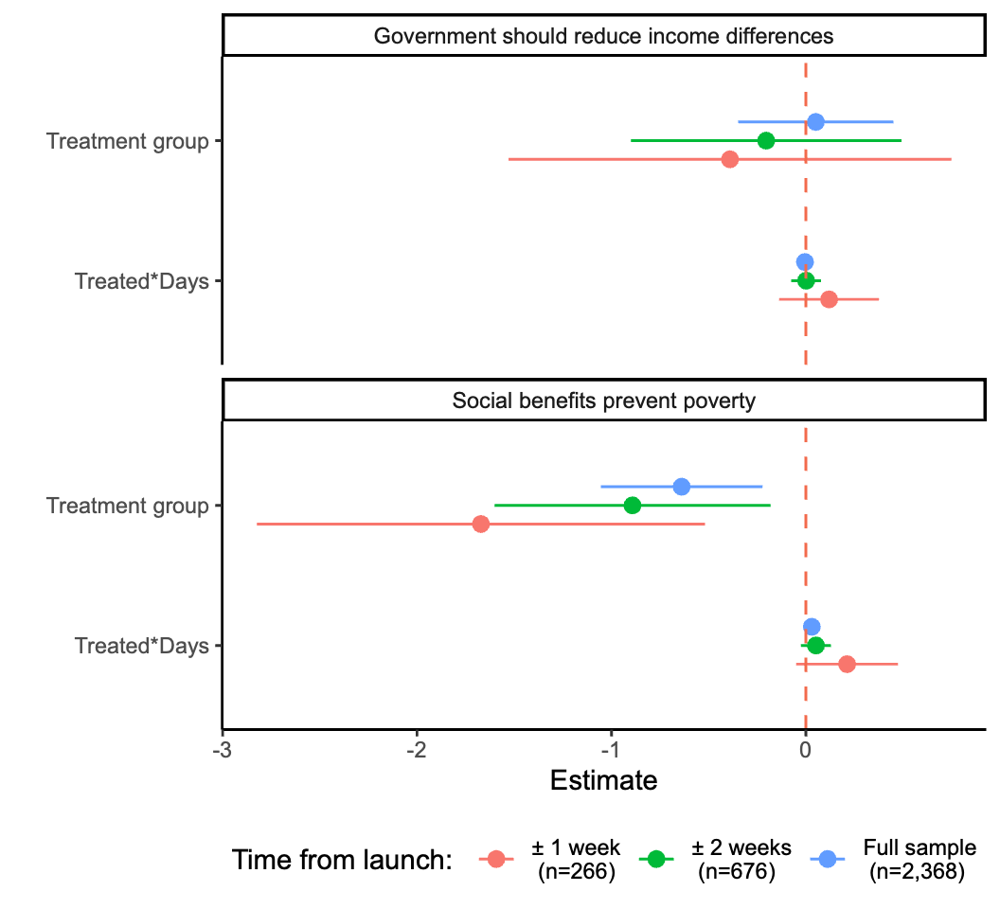 Government should reduce income differences
Treatment group
Treated*Days
Social benefits prevent poverty
Treatment group
Treated*Days
-3 -2 -1 0
Estimate
Time from launch: ± 1 week (n=266) ± 2 weeks (n=676) Full sample (n=2,368)